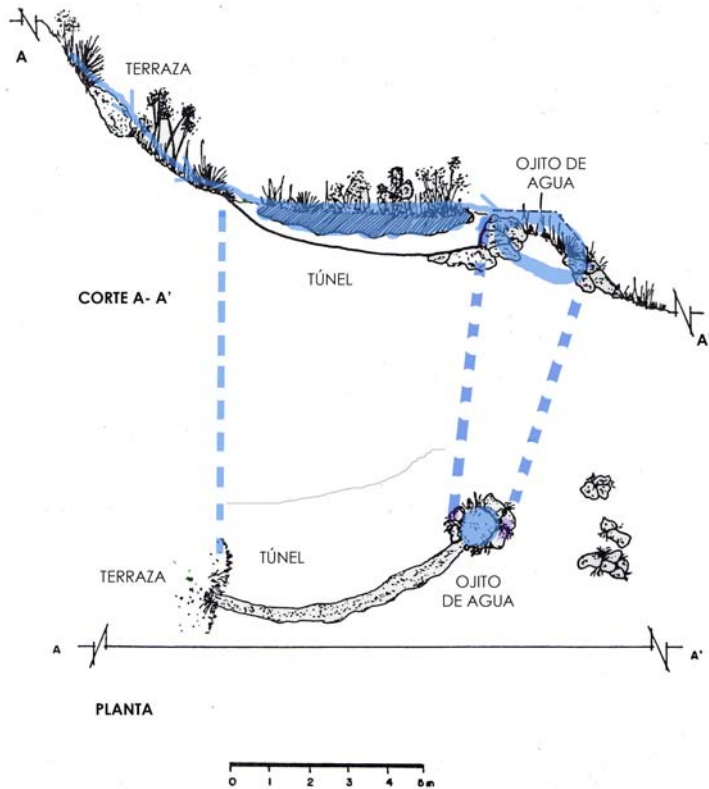 A
TERRAZA
OJITO DE
AGUA
TÚNEL
CORTE A- A'
A'
TERRAZA
TÚNEL
OJITO
DE AGUA
A
A'
PLANTA
0 1 2 3 4 5m